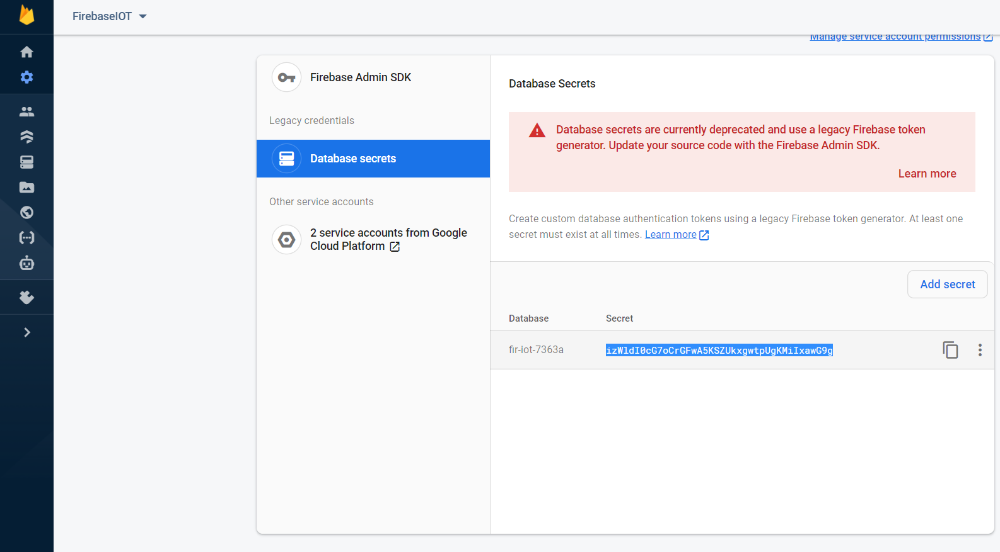 FirebaseIOT
Manage service account permissions
Firebase Admin SDK
Legacy credentials
Database secrets
Other service accounts
2 service accounts from Google
Cloud Platform
Database Secrets
Database secrets are currently deprecated and use a legacy Firebase token
generator. Update your source code with the Firebase Admin SDK.
Learn more
Create custom database authentication tokens using a legacy Firebase token generator. At least one
secret must exist at all times. Learn more
Add secret
Database Secret
fir-iot-7363a izWldI0cG7oCrGFwA5KSZUkxgwtpUgKMiIxawG9g